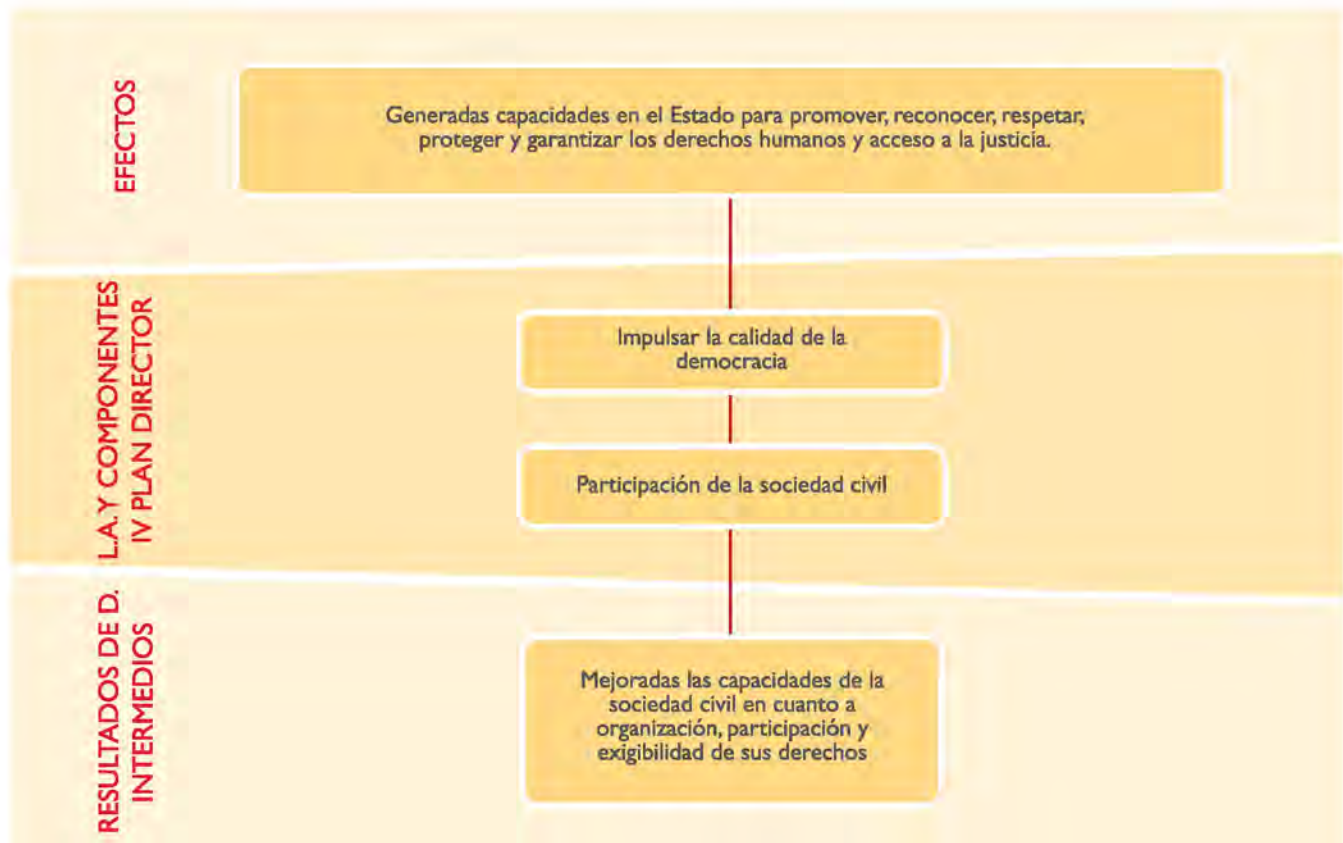 EFECTOS
Generadas capacidades en el Estado para promover, reconocer, respetar,
proteger y garantizar los derechos humanos y acceso a la justicia.
L.A.Y COMPONENTES
IV PLAN DIRECTOR
Impulsar la calidad de la
democracia
Participación de la sociedad civil
RESULTADOS DE D.
INTERMEDIOS
Mejoradas las capacidades de la
sociedad civil en cuanto a
organización, participación y
exigibilidad de sus derechos